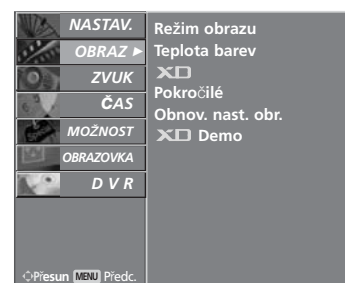 NASTAV.
OBRAZ
ZVUK
ČAS
MOŽNOST
OBRAZOVKA
D V R
Přesun MENU Předc.
Režim obrazu
Teplota barev
XD
Pokročilé
Obnov. nast. obr.
XD Demo